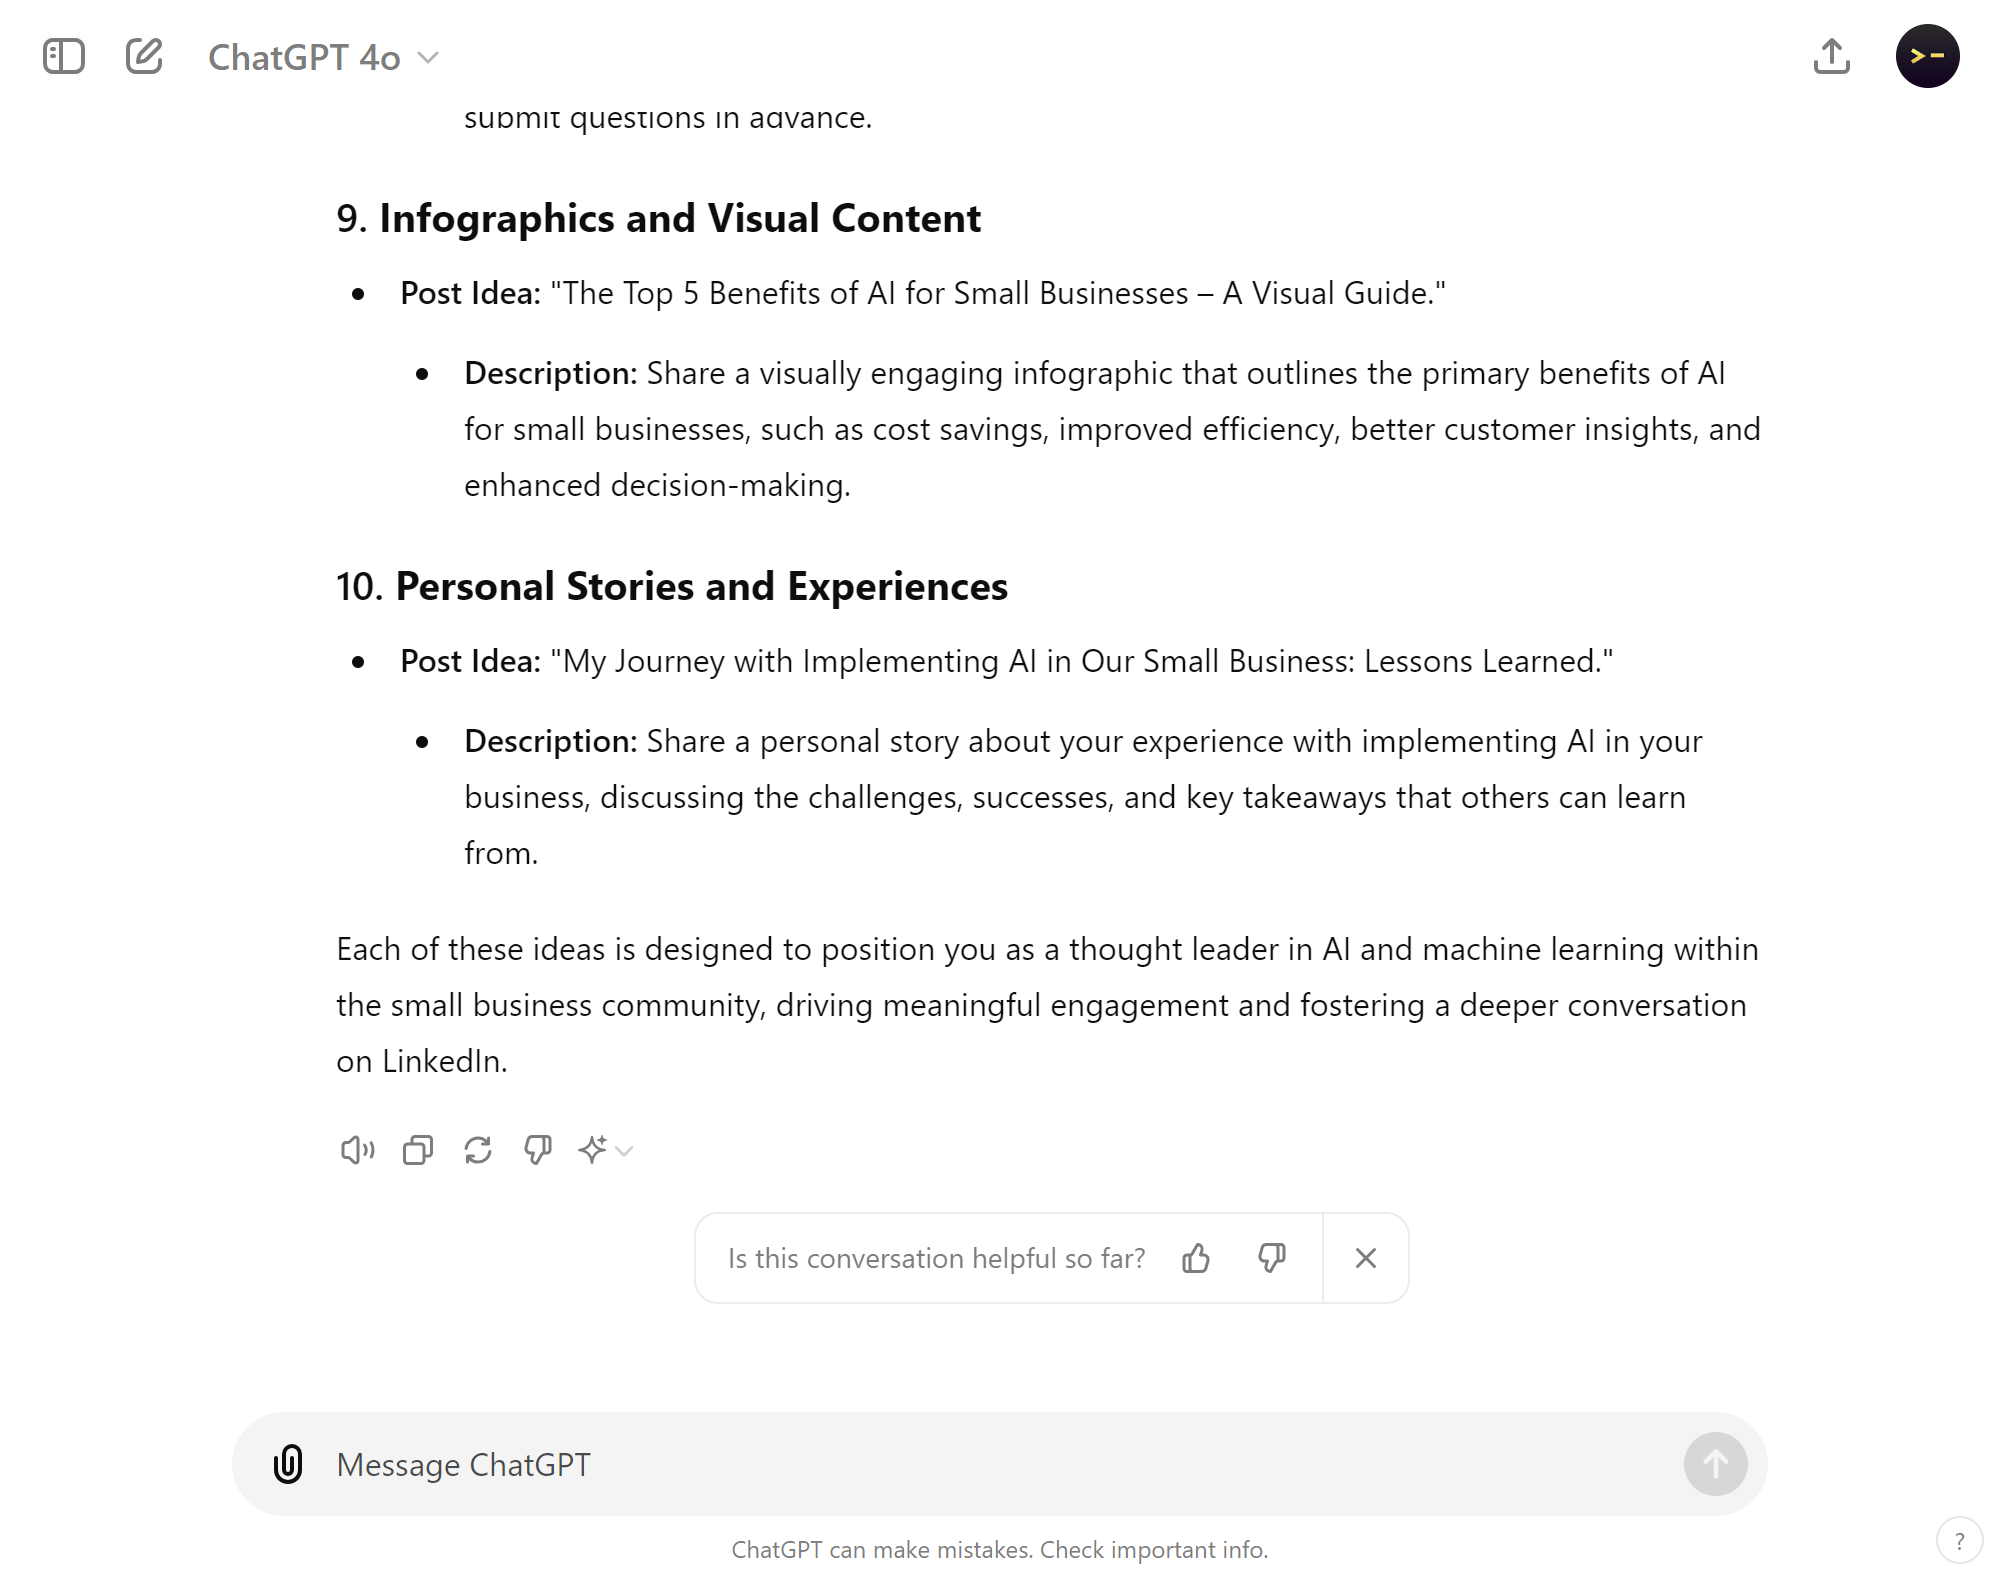 ChatGPT 4o
submit questions in advance.
9. Infographics and Visual Content
Post Idea: "The Top 5 Benefits of AI for Small Businesses – A Visual Guide."
Description: Share a visually engaging infographic that outlines the primary benefits of AI
for small businesses, such as cost savings, improved efficiency, better customer insights, and
enhanced decision-making.
10. Personal Stories and Experiences
Post Idea: "My Journey with Implementing AI in Our Small Business: Lessons Learned."
Description: Share a personal story about your experience with implementing AI in your
business, discussing the challenges, successes, and key takeaways that others can learn
from.
Each of these ideas is designed to position you as a thought leader in AI and machine learning within
the small business community, driving meaningful engagement and fostering a deeper conversation
on LinkedIn.
Is this conversation helpful so far?
Message ChatGPT
ChatGPT can make mistakes. Check important info.
?